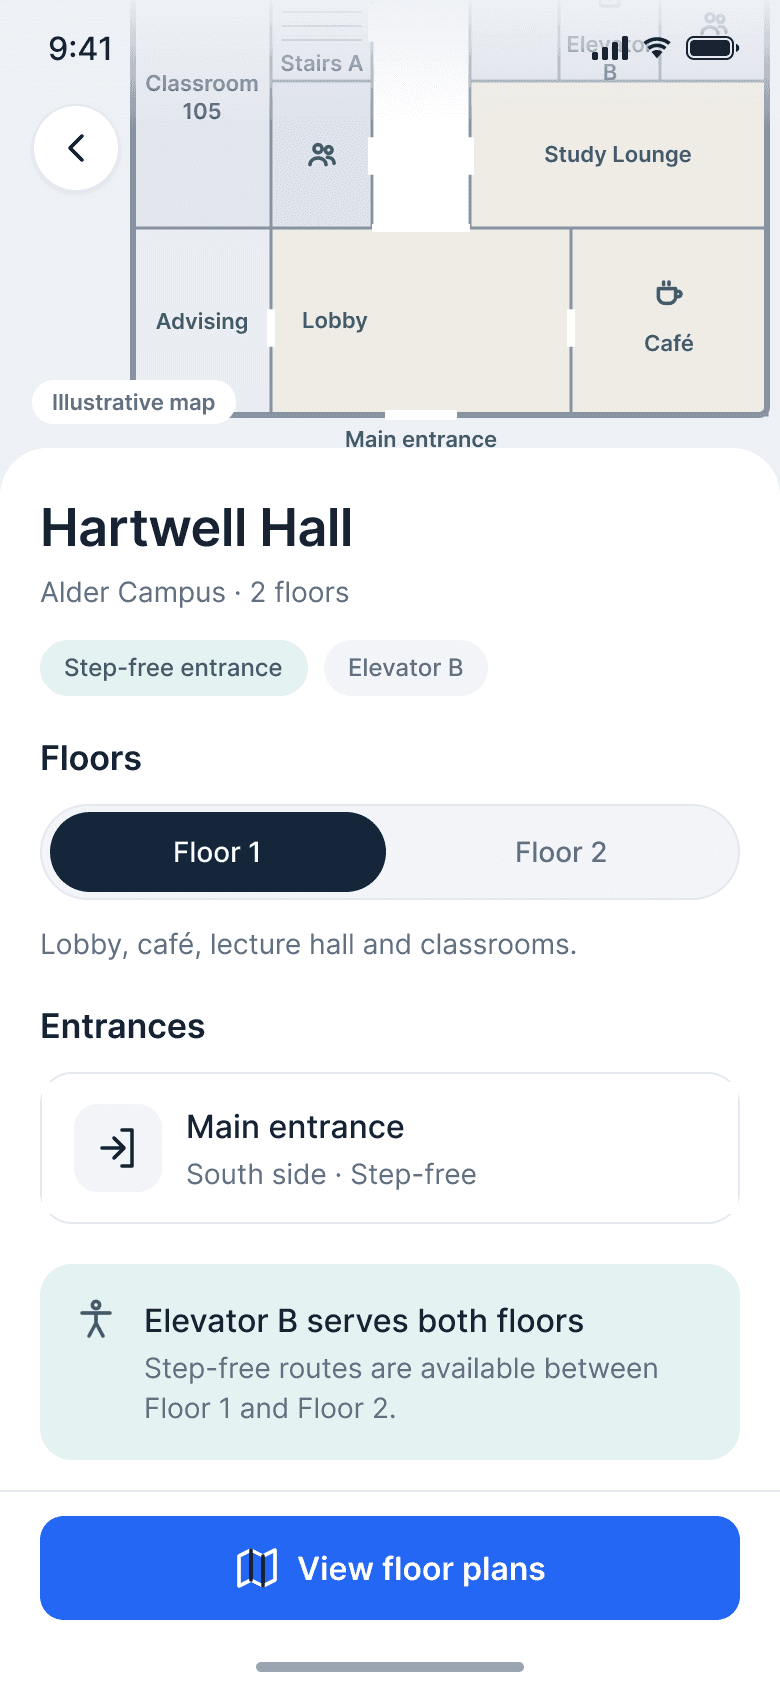 9:41
Stairs A
Elevator
B
Classroom
105
Study Lounge
Advising
Lobby
Café
Illustrative map
Main entrance
Hartwell Hall
Alder Campus · 2 floors
Step-free entrance
Elevator B
Floors
Floor 1
Floor 2
Lobby, café, lecture hall and classrooms.
Entrances
Main entrance
South side · Step-free
Elevator B serves both floors
Step-free routes are available between
Floor 1 and Floor 2.
View floor plans